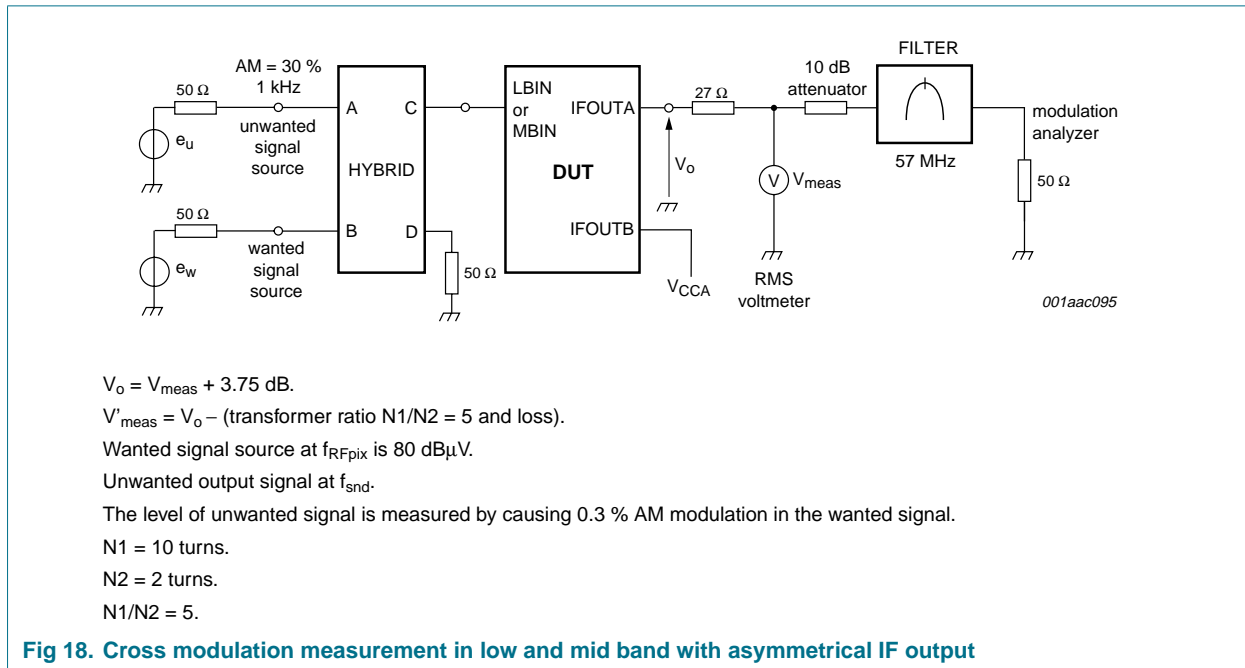 FILTER
AM = 30 %
1 kHz
10 dB
attenuator
50 Ω
27 Ω
A
C
LBIN
or
MBIN
IFOUTA
modulation
analyzer
eu
unwanted
signal
source
HYBRID
DUT
Vo
V
Vmeas
57 MHz
50 Ω
50 Ω
B
D
IFOUTB
ew
wanted
signal
source
50 Ω
VCCA
RMS
voltmeter
001aac095
Vo = Vmeas + 3.75 dB.
V'meas = Vo − (transformer ratio N1/N2 = 5 and loss).
Wanted signal source at fRFpix is 80 dBμV.
Unwanted output signal at fsnd.
The level of unwanted signal is measured by causing 0.3 % AM modulation in the wanted signal.
N1 = 10 turns.
N2 = 2 turns.
N1/N2 = 5.
Fig 18. Cross modulation measurement in low and mid band with asymmetrical IF output